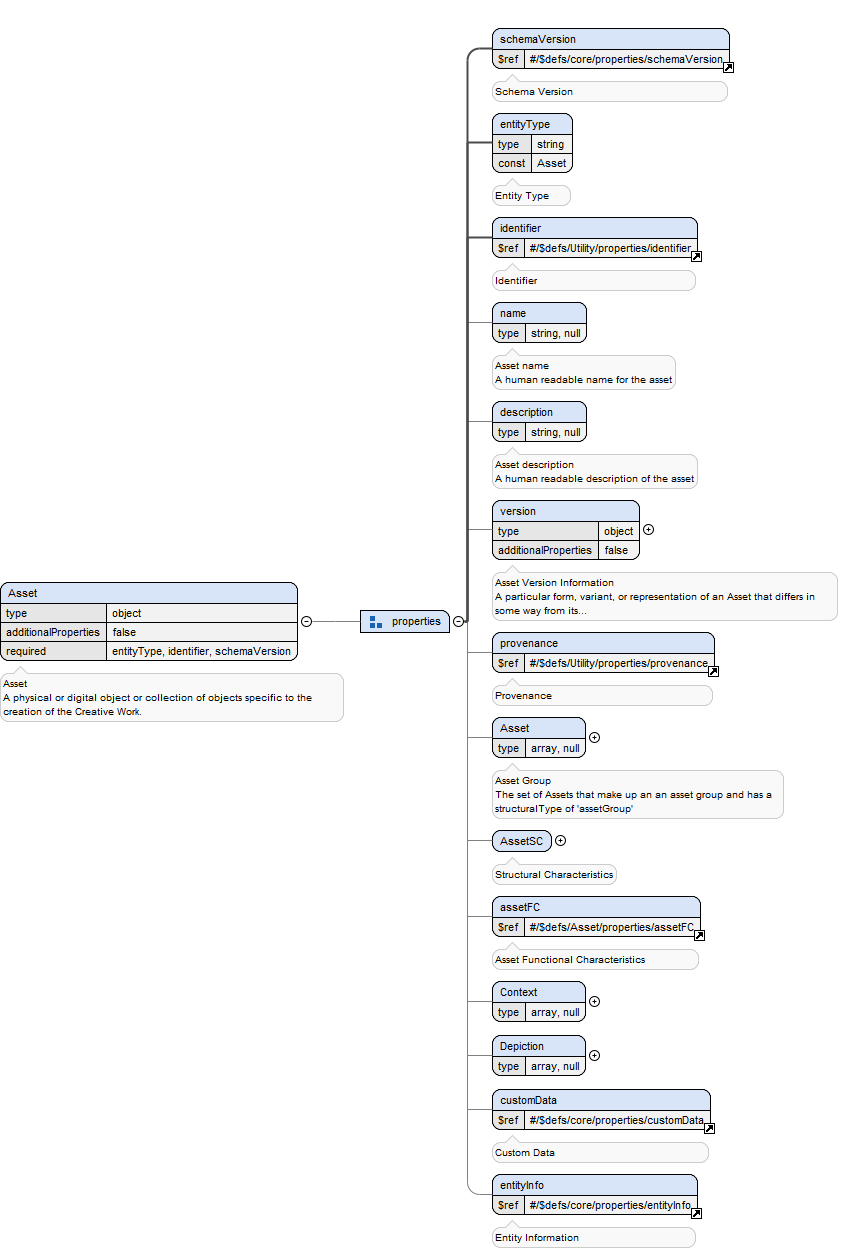 schemaVersion
$ref #/$defs/core/properties/schemaVersion
Schema Version
entityType
type string
const Asset
Entity Type
identifier
$ref #/$defs/Utility/properties/identifier
Identifier
name
type string, null
Asset name
A human readable name for the asset
description
type string, null
Asset description
A human readable description of the asset
version
type object
additionalProperties false
Asset Version Information
A particular form, variant, or representation of an Asset that differs in
some way from its...
Asset
type object
additionalProperties false
required entityType, identifier, schemaVersion
Asset
A physical or digital object or collection of objects specific to the
creation of the Creative Work.
properties
provenance
$ref #/$defs/Utility/properties/provenance
Provenance
Asset
type array, null
Asset Group
The set of Assets that make up an an asset group and has a
structuralType of 'assetGroup'
AssetSC
Structural Characteristics
assetFC
$ref #/$defs/Asset/properties/assetFC
Asset Functional Characteristics
Context
type array, null
Depiction
type array, null
customData
$ref #/$defs/core/properties/customData
Custom Data
entityInfo
$ref #/$defs/core/properties/entityInfo
Entity Information